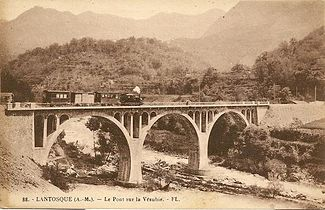 88. - LANTOSQUE (A.-M.) - Le Pont sur la Vésubie. - FL.